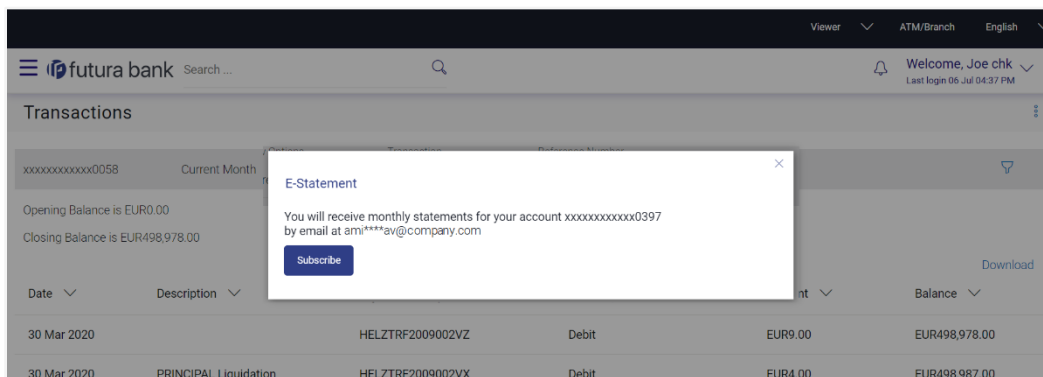 Viewer ATM/Branch English
futura bank Search ... Welcome, Joe chk
Last login 06 Jul 04:37 PM
Transactions
Transaction Reference Number
xxxxxxxxxxxx0058 Current Month
E-Statement
Opening Balance is EUR0.00
You will receive monthly statements for your account xxxxxxxxxxxx0397
by email at ami****av@company.com
Closing Balance is EUR498,978.00
Subscribe
Download
Date Description nt Balance
30 Mar 2020 HELZTRF2009002VZ Debit EUR9.00 EUR498,978.00
30 Mar 2020 PRINCIPAL Liquidation HELZTRF2009002VX Debit EUR4.00 EUR498,987.00